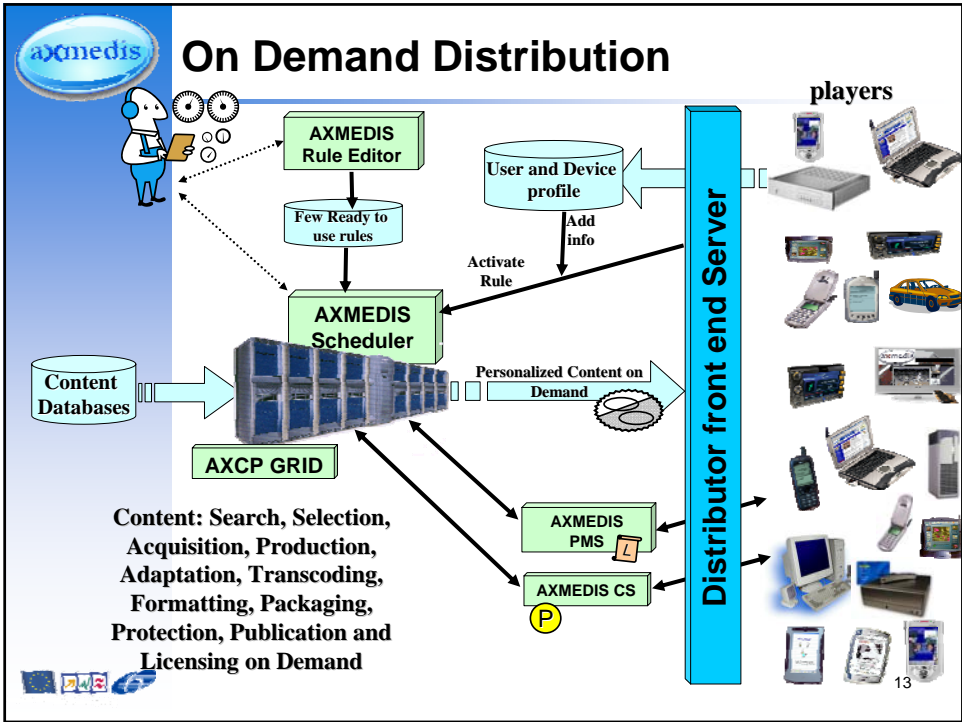 axmedis
On Demand Distribution
players
AXMEDIS
Rule Editor
User and Device
profile
Few Ready to
use rules
Add
info
Activate
Rule
AXMEDIS
Scheduler
Content
Databases
Personalized Content on
Demand
Distributor front end Server
AXCP GRID
Content: Search, Selection,
Acquisition, Production,
Adaptation, Transcoding,
Formatting, Packaging,
Protection, Publication and
Licensing on Demand
AXMEDIS
PMS
L
AXMEDIS CS
P
13